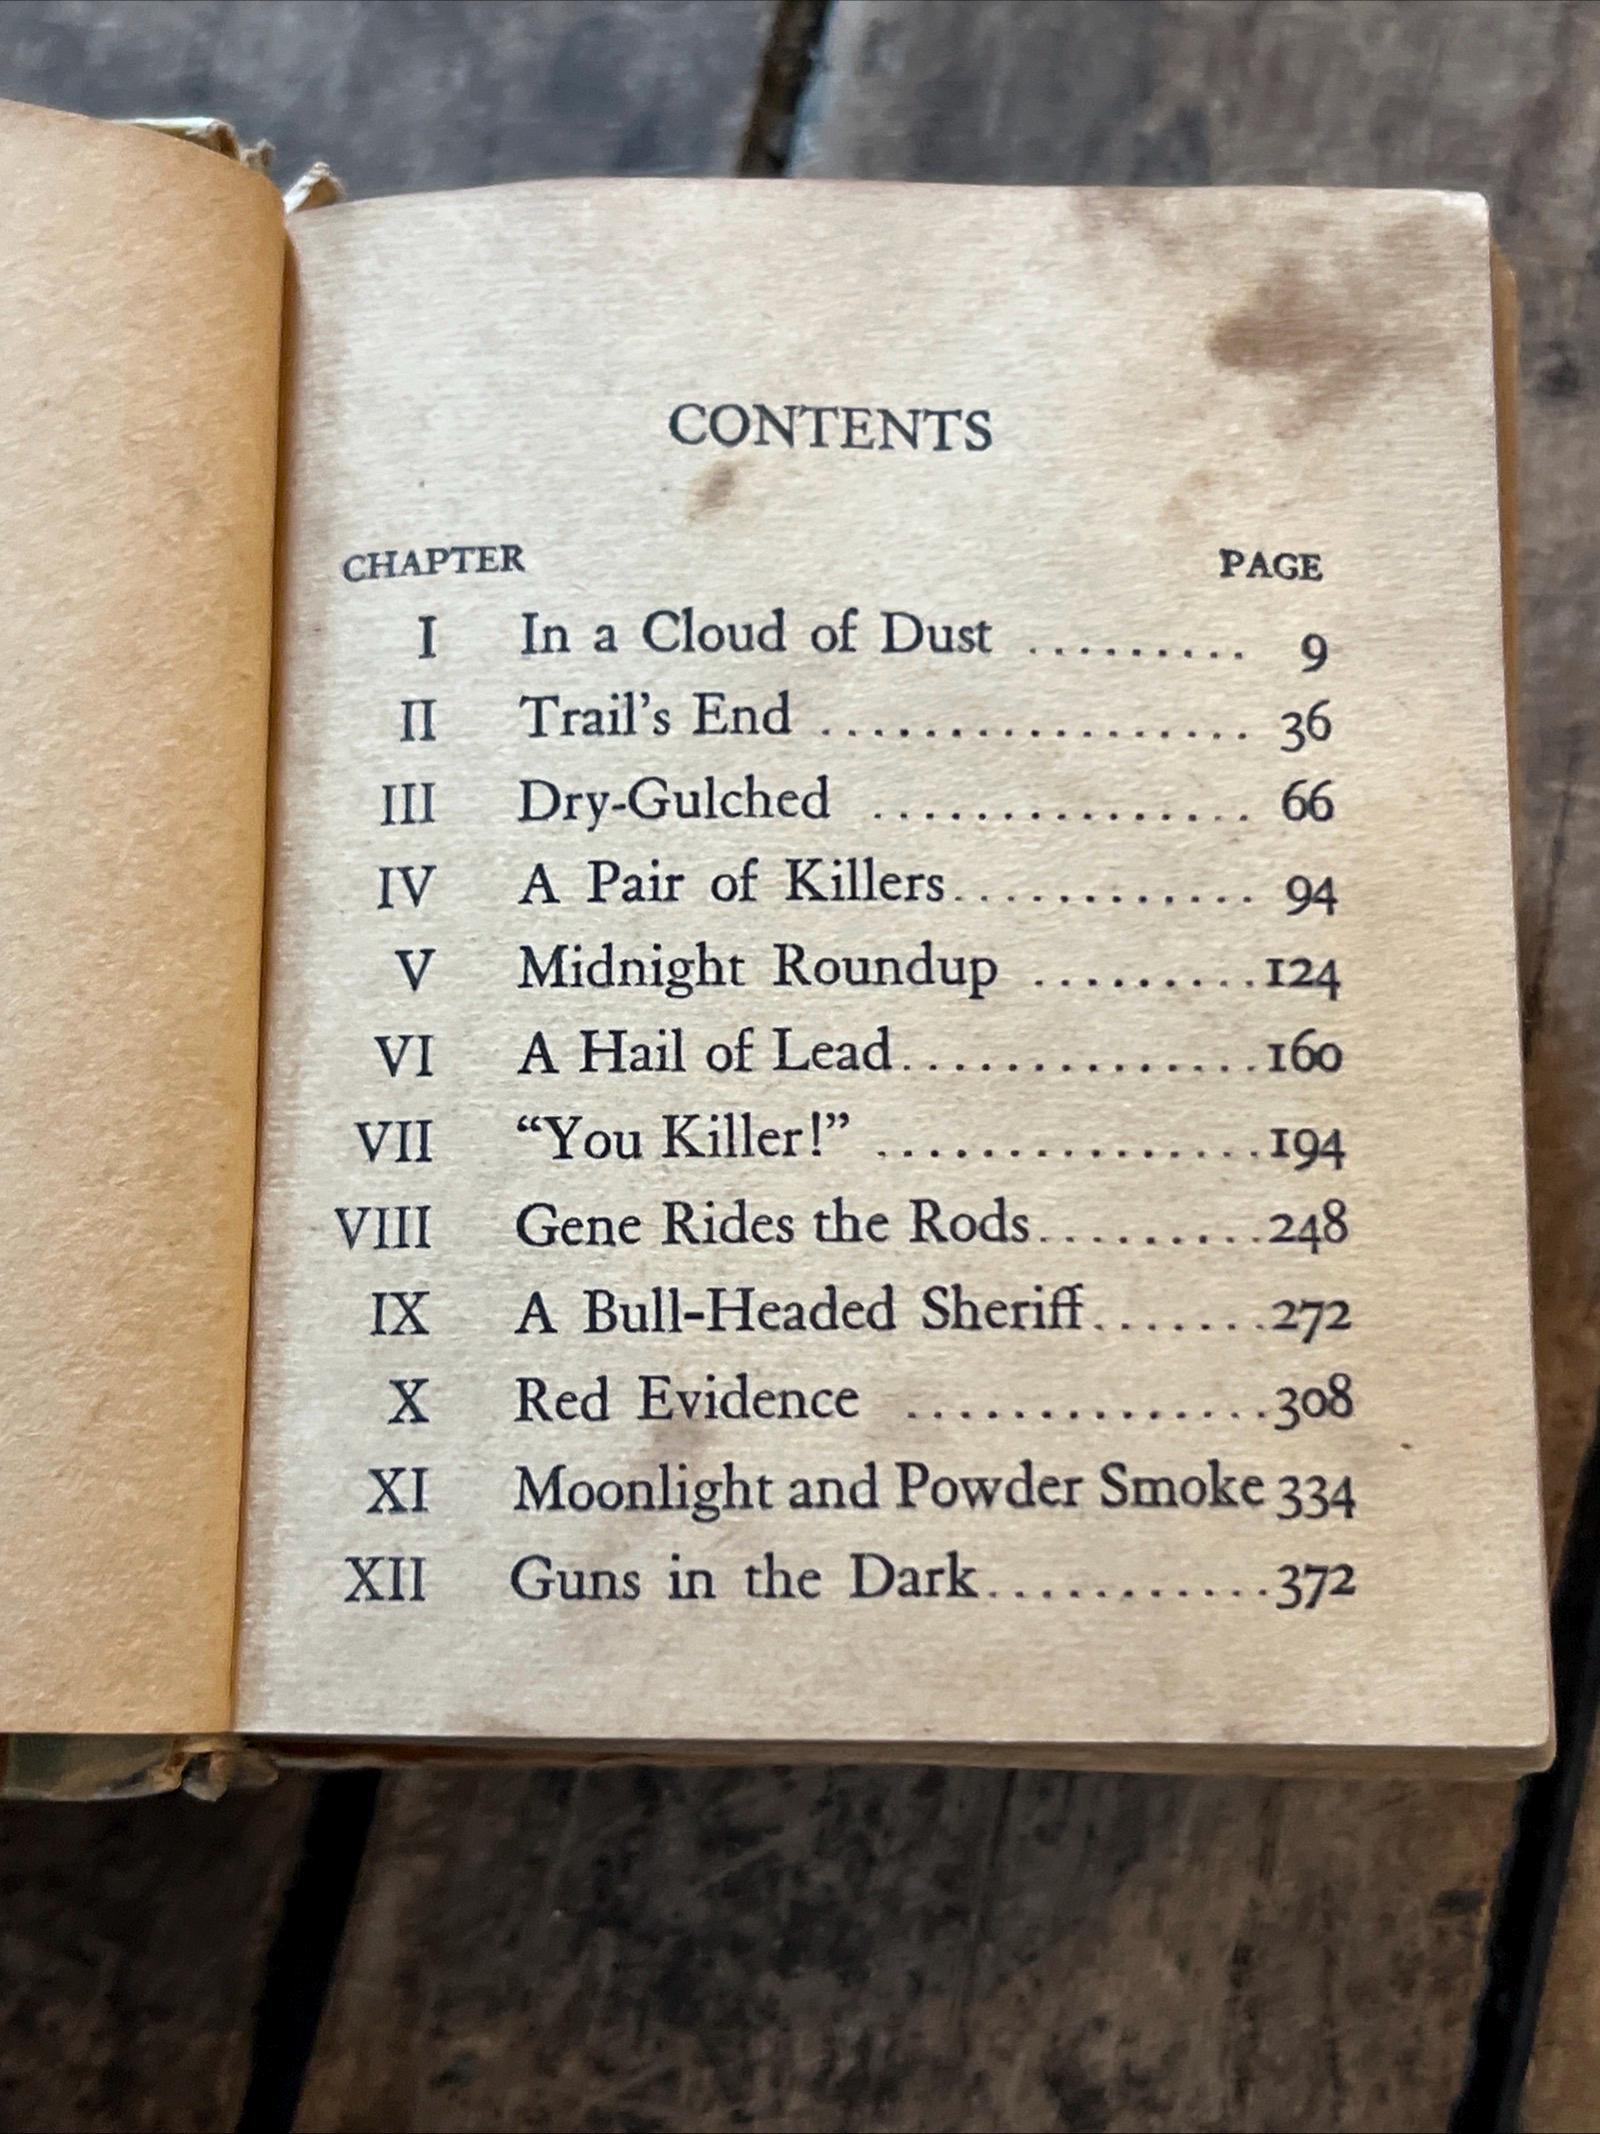 CONTENTS
CHAPTER PAGE
I In a Cloud of Dust ......... 9
II Trail's End .................. 36
III Dry-Gulched ............... 66
IV A Pair of Killers............. 94
V Midnight Roundup .........124
VI A Hail of Lead..............160
VII “You Killer!” ...............194
VIII Gene Rides the Rods.........248
IX A Bull-Headed Sheriff.......272
X Red Evidence ..............308
XI Moonlight and Powder Smoke 334
XII Guns in the Dark...........372